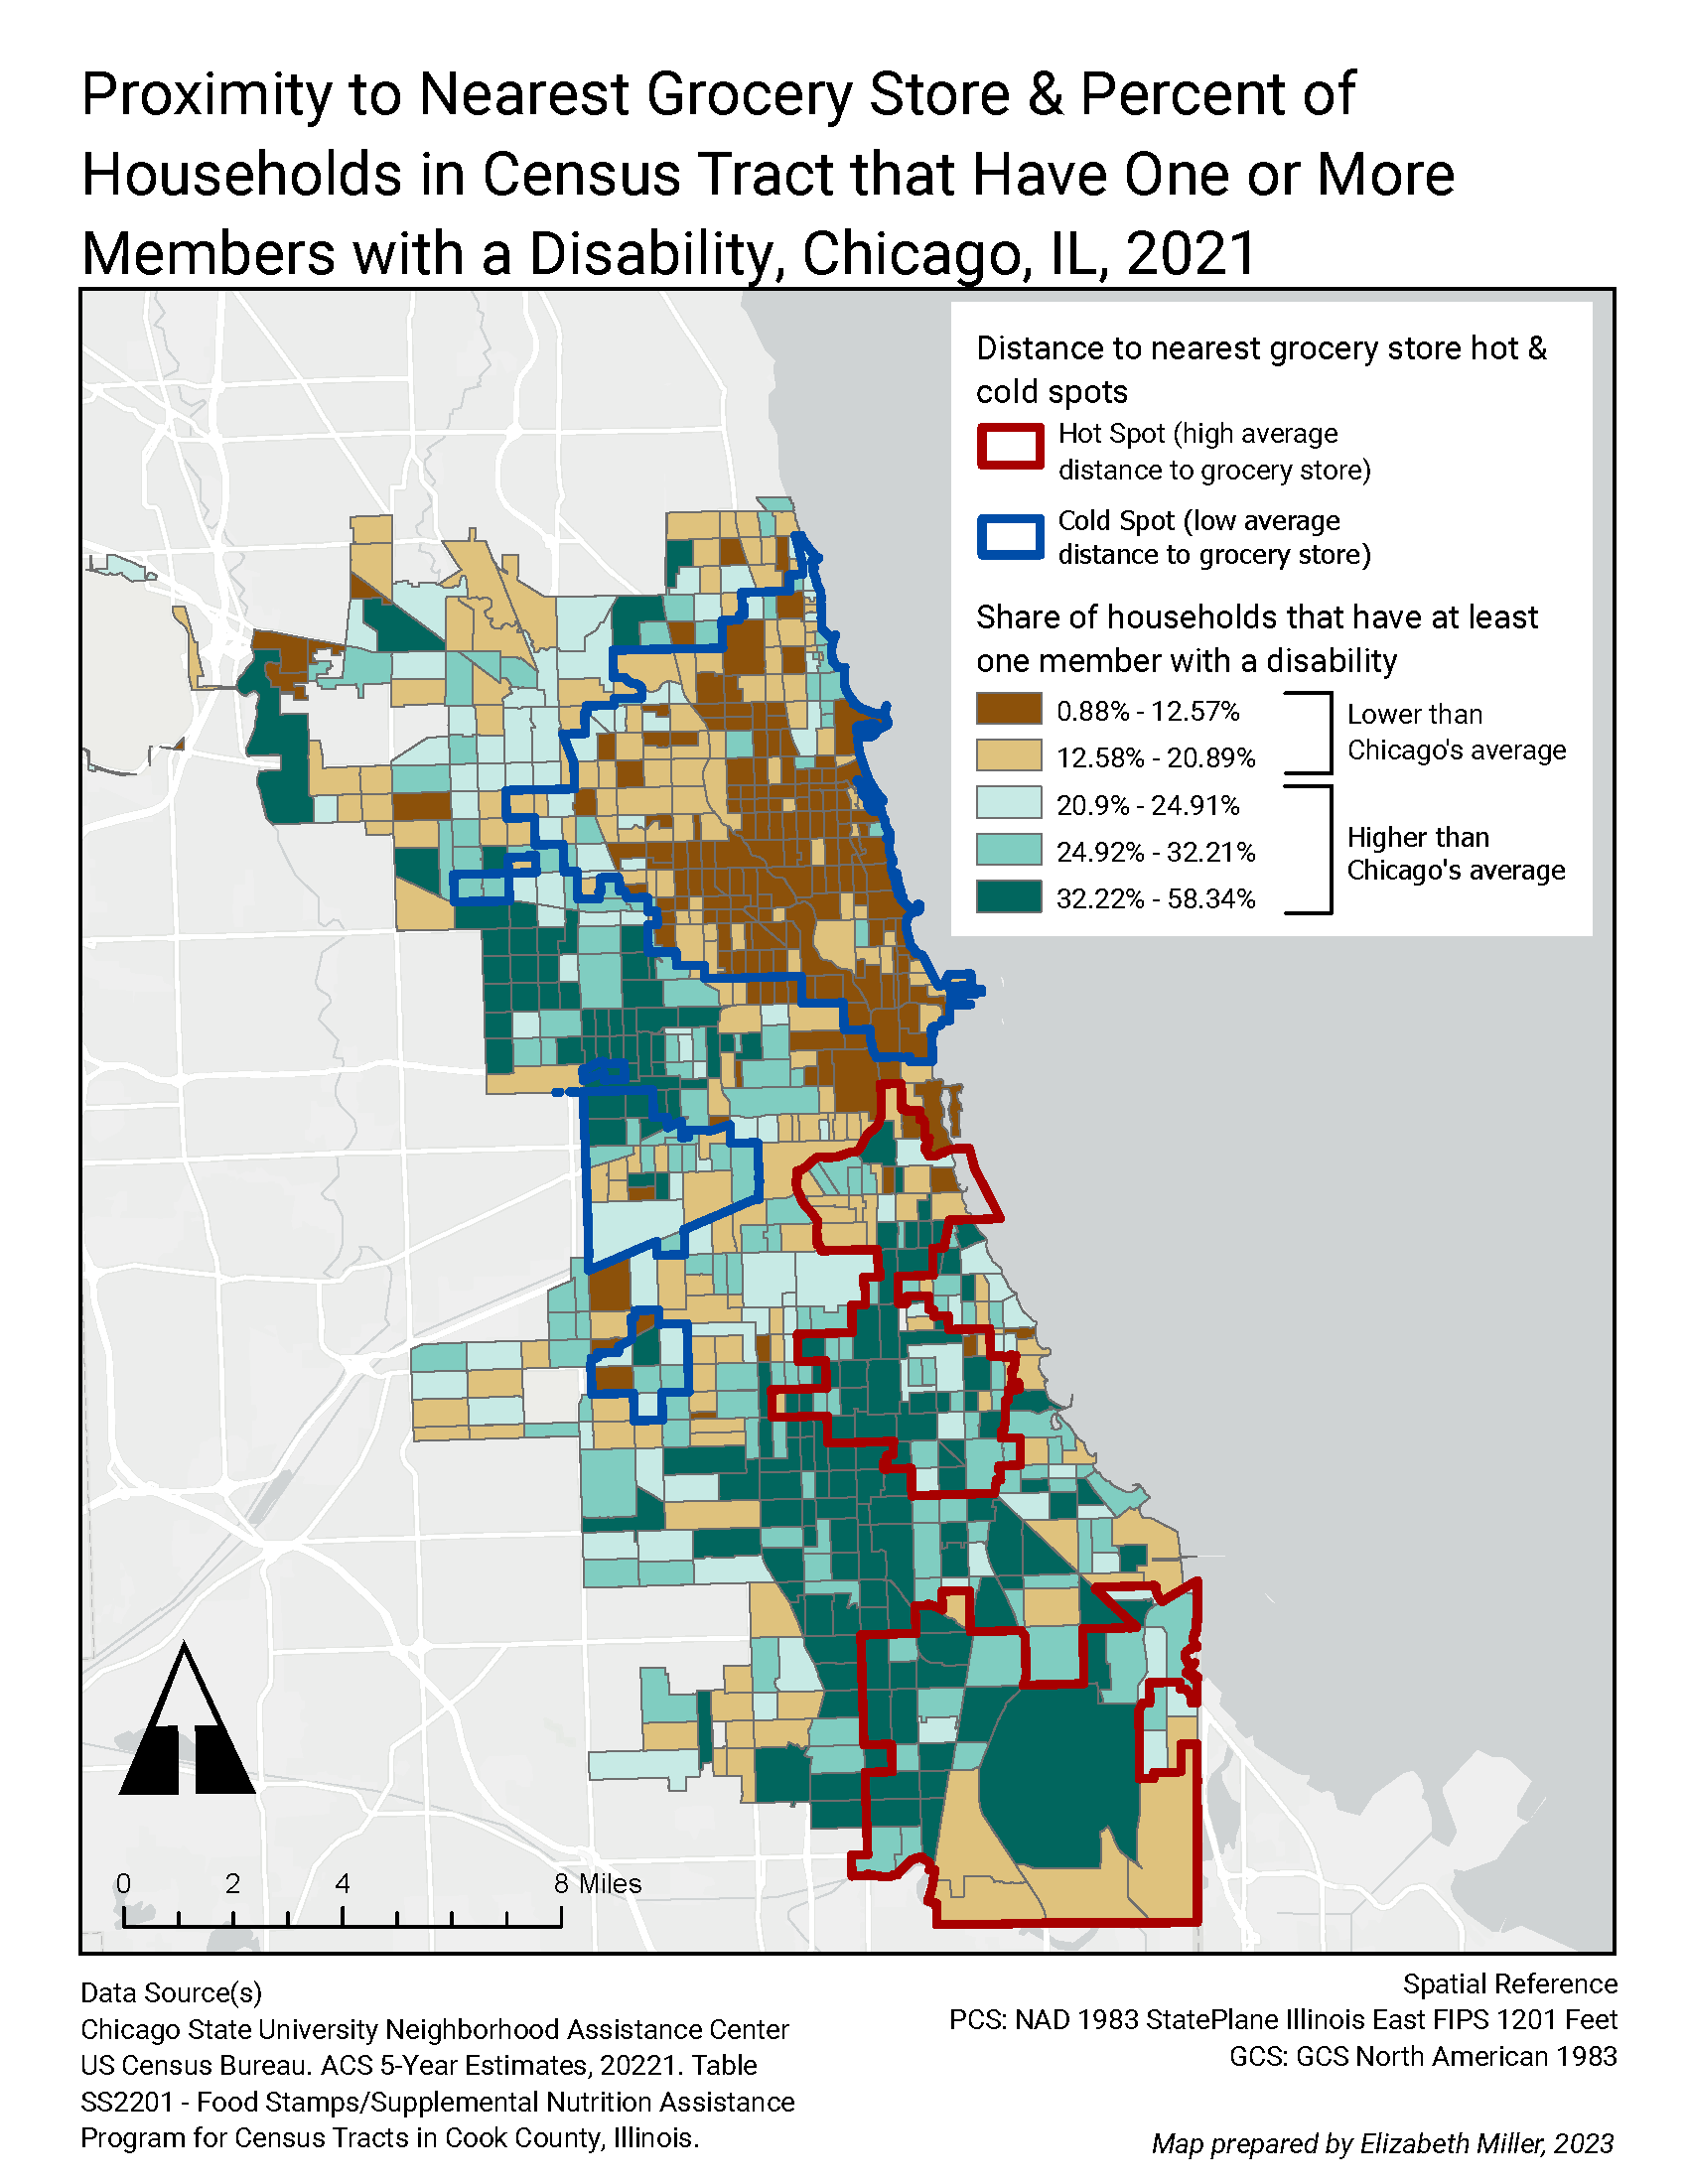 Proximity to Nearest Grocery Store & Percent of
Households in Census Tract that Have One or More
Members with a Disability, Chicago, IL, 2021
Distance to nearest grocery store hot &
cold spots
Hot Spot (high average
distance to grocery store)
Cold Spot (low average
distance to grocery store)
Share of households that have at least
one member with a disability
0.88% - 12.57%
12.58% - 20.89%
Lower than
Chicago's average
20.9% - 24.91%
24.92% - 32.21%
32.22% - 58.34%
Higher than
Chicago's average
0 2 4 8 Miles
Data Source(s)
Chicago State University Neighborhood Assistance Center
US Census Bureau. ACS 5-Year Estimates, 20221. Table
SS2201 - Food Stamps/Supplemental Nutrition Assistance
Program for Census Tracts in Cook County, Illinois.
Spatial Reference
PCS: NAD 1983 StatePlane Illinois East FIPS 1201 Feet
GCS: GCS North American 1983
Map prepared by Elizabeth Miller, 2023